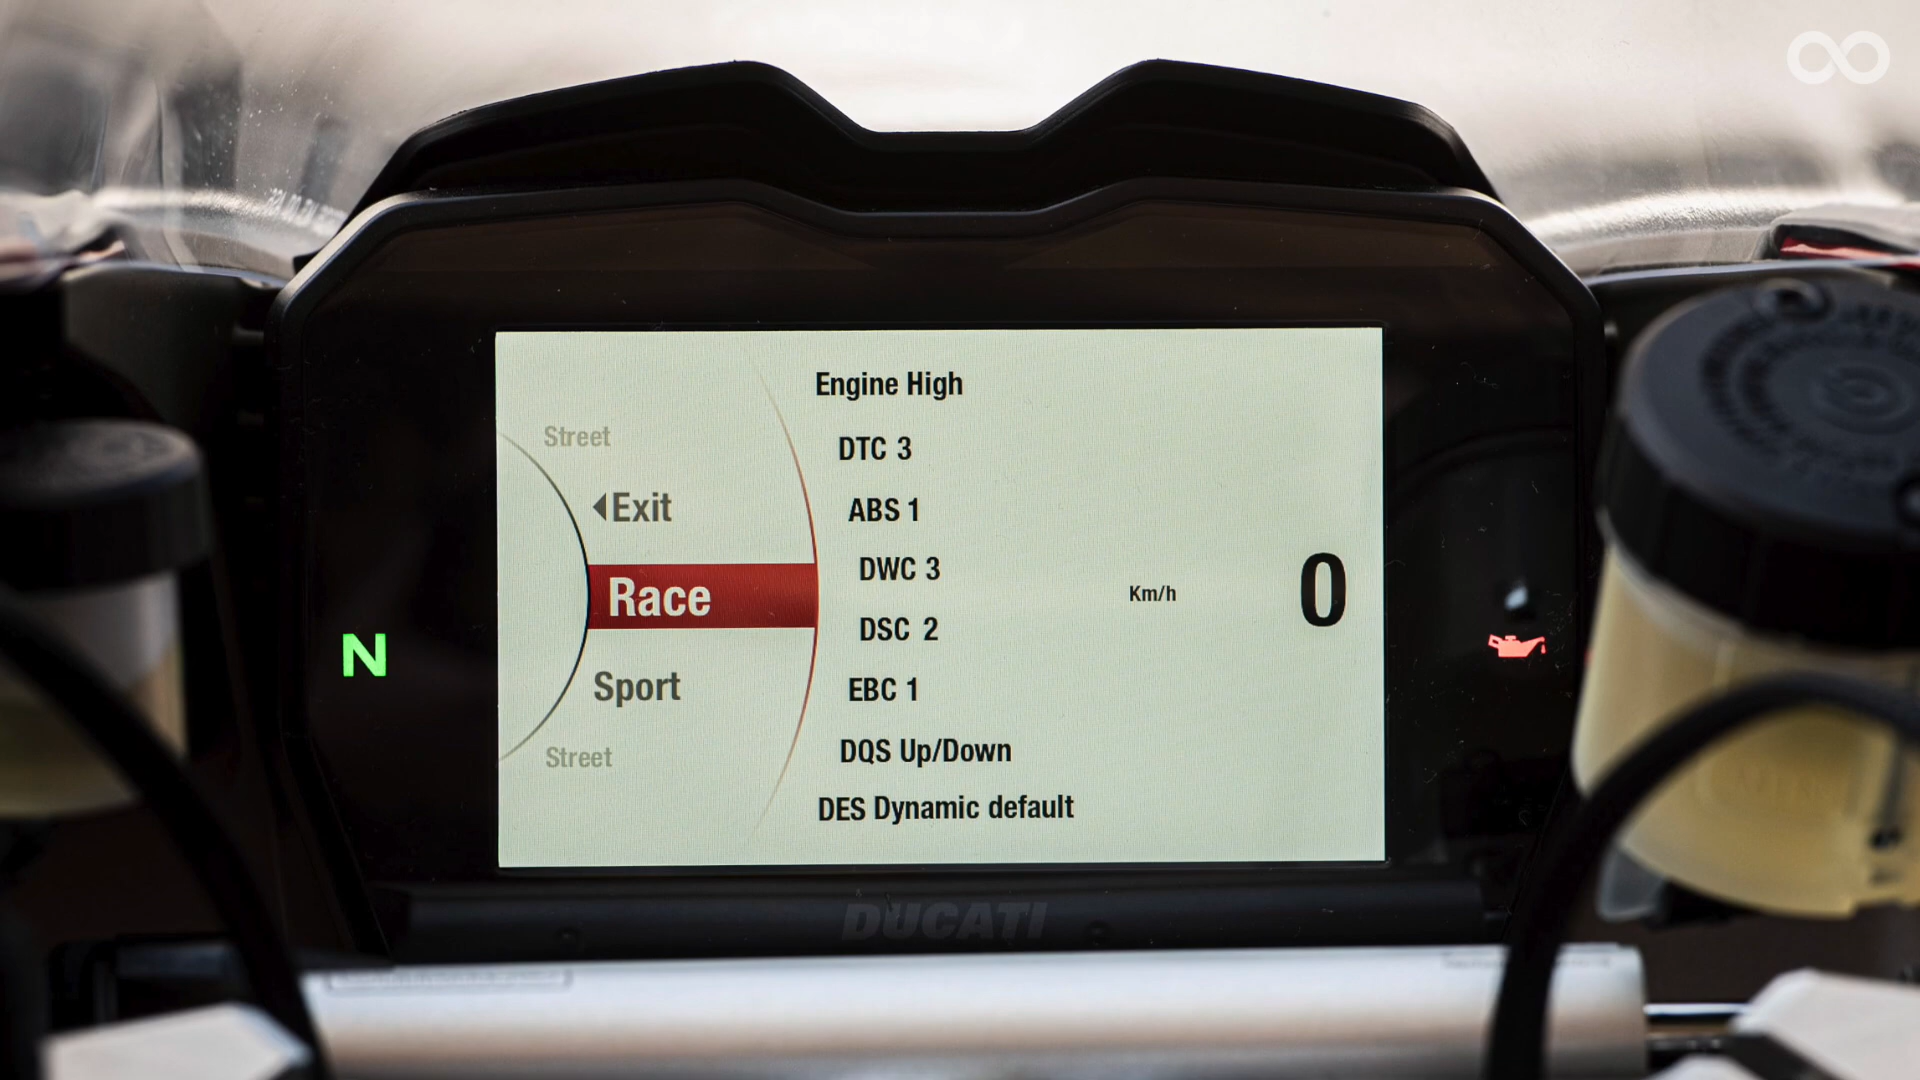 Street
◀Exit
Race
Sport
Street
Engine High
DTC 3
ABS 1
DWC 3
DSC 2
EBC 1
DQS Up/Down
DES Dynamic default
Km/h
0
N
DUCATI